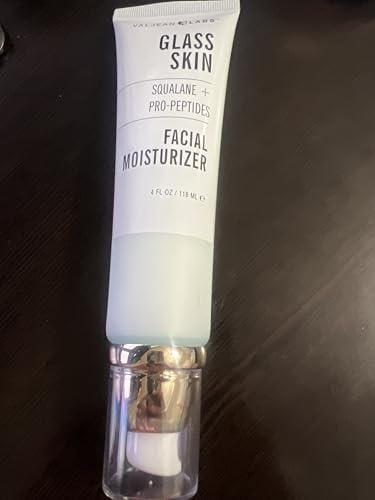 VALJEAN LABS
GLASS
SKIN
SQUALANE +
PRO-PEPTIDES
FACIAL
MOISTURIZER
4 FL OZ / 118 ML ℮